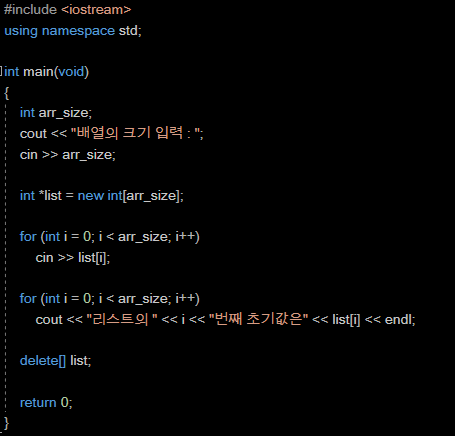 #include <iostream>
using namespace std;
int main(void)
{
int arr_size;
cout << "배열의 크기 입력 : ";
cin >> arr_size;
int *list = new int[arr_size];
for (int i = 0; i < arr_size; i++)
cin >> list[i];
for (int i = 0; i < arr_size; i++)
cout << "리스트의 " << i << "번째 초기값은" << list[i] << endl;
delete[] list;
return 0;
}